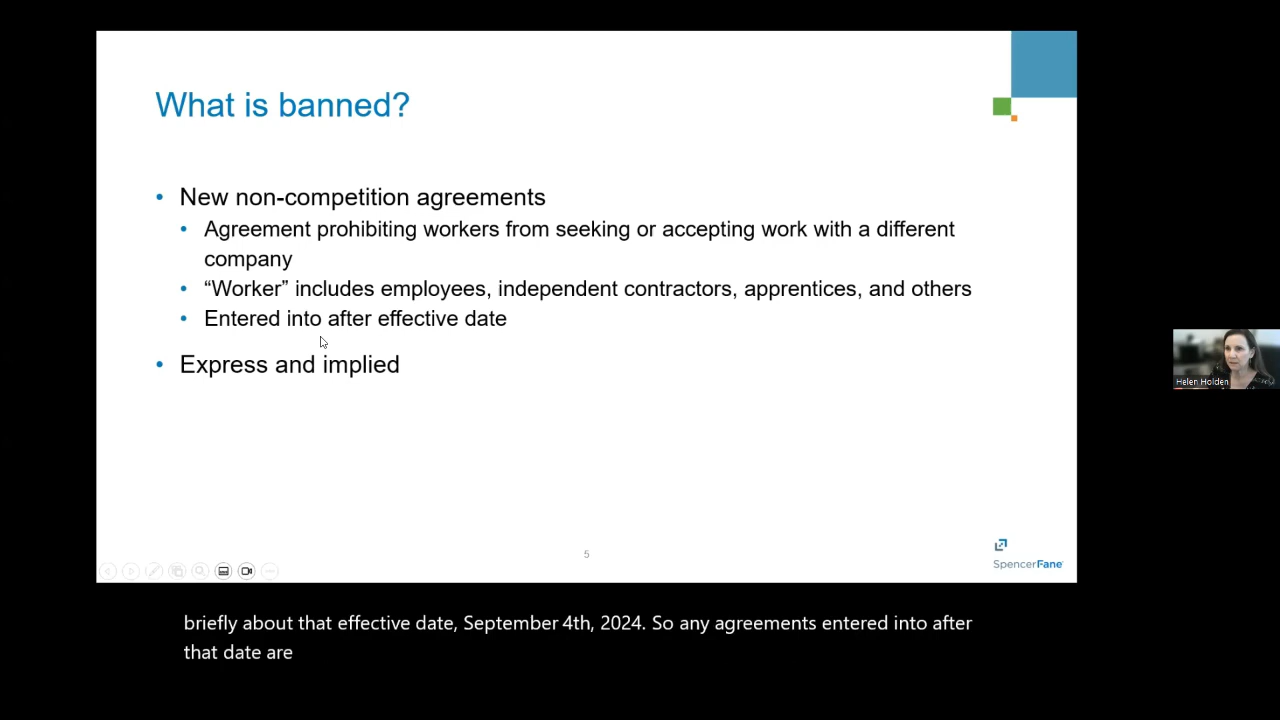 What is banned?
• New non-competition agreements
• Agreement prohibiting workers from seeking or accepting work with a different
company
• “Worker” includes employees, independent contractors, apprentices, and others
• Entered into after effective date
• Express and implied
Helen Holden
5
SpencerFane
briefly about that effective date, September 4th, 2024. So any agreements entered into after
that date are